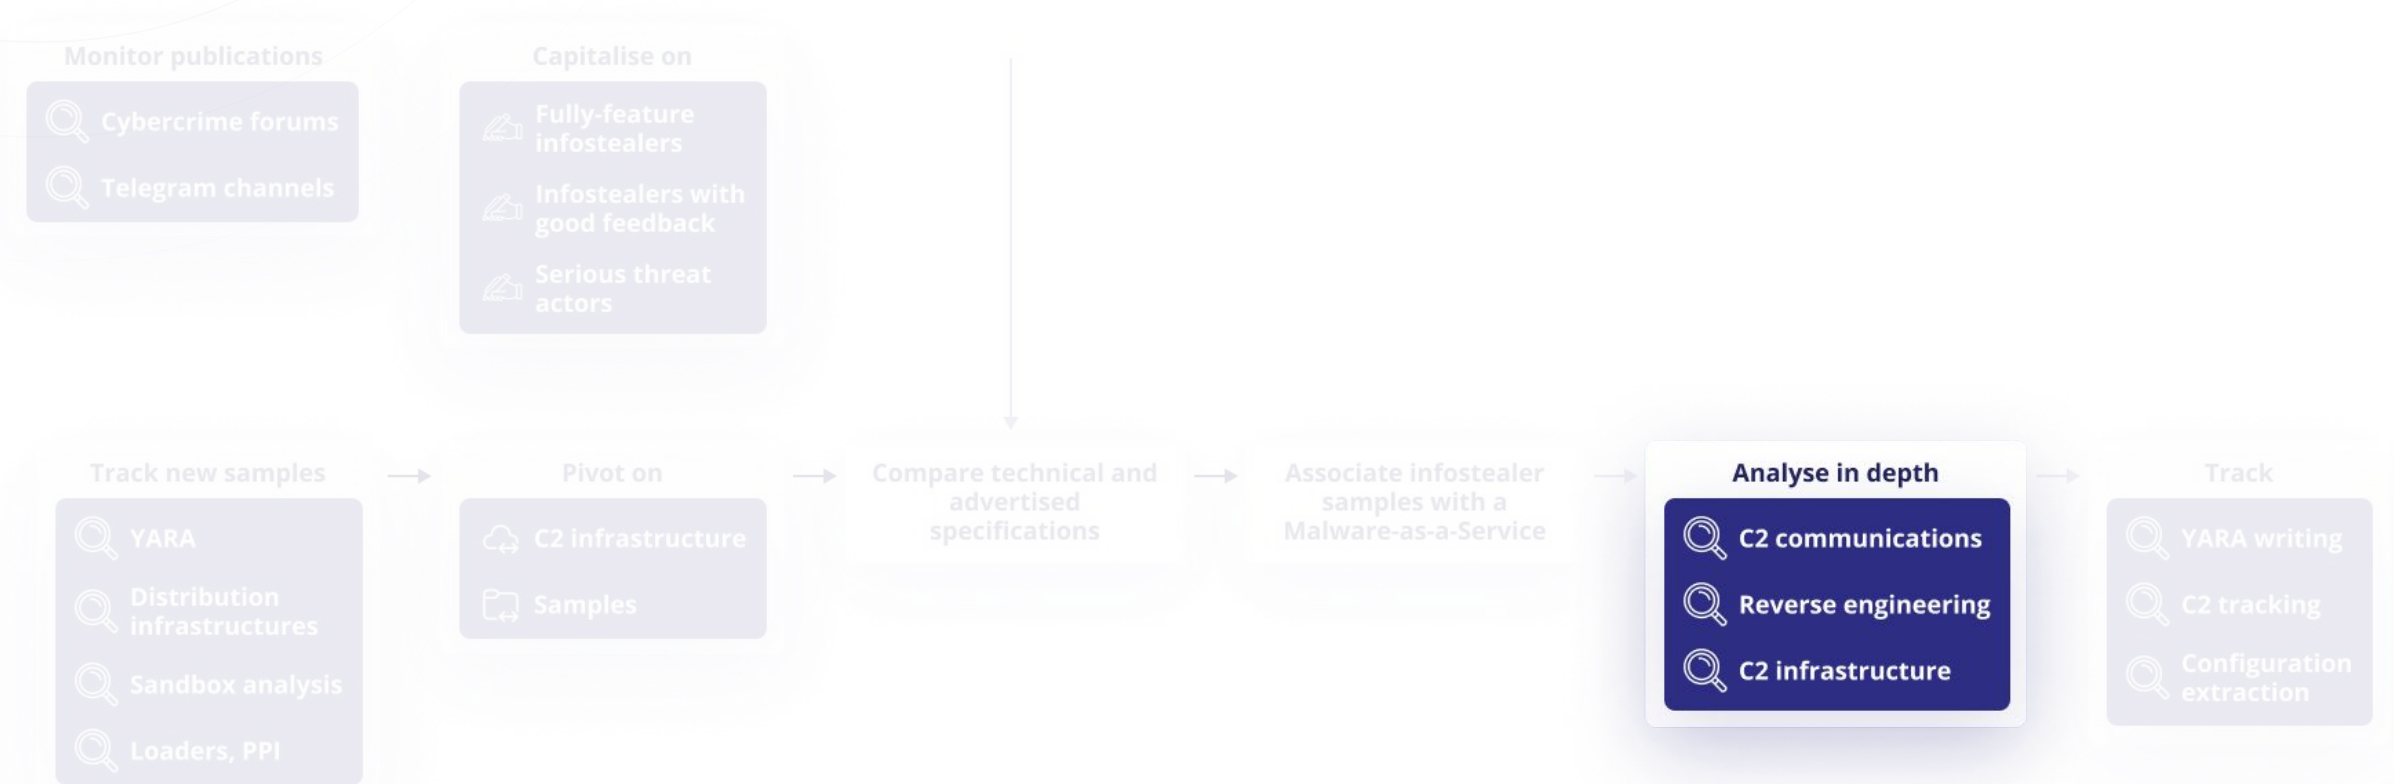 Monitor publications
Cybercrime forums
Telegram channels
Capitalise on
Fully-feature
infostealers
Infostealers with
good feedback
Serious threat
actors
Track new samples
YARA
Distribution
infrastructures
Sandbox analysis
Loaders, PPI
Pivot on
C2 infrastructure
Samples
Compare technical and
advertised
specifications
Associate infostealer
samples with a
Malware-as-a-Service
Analyse in depth
C2 communications
Reverse engineering
C2 infrastructure
Track
YARA writing
C2 tracking
Configuration
extraction